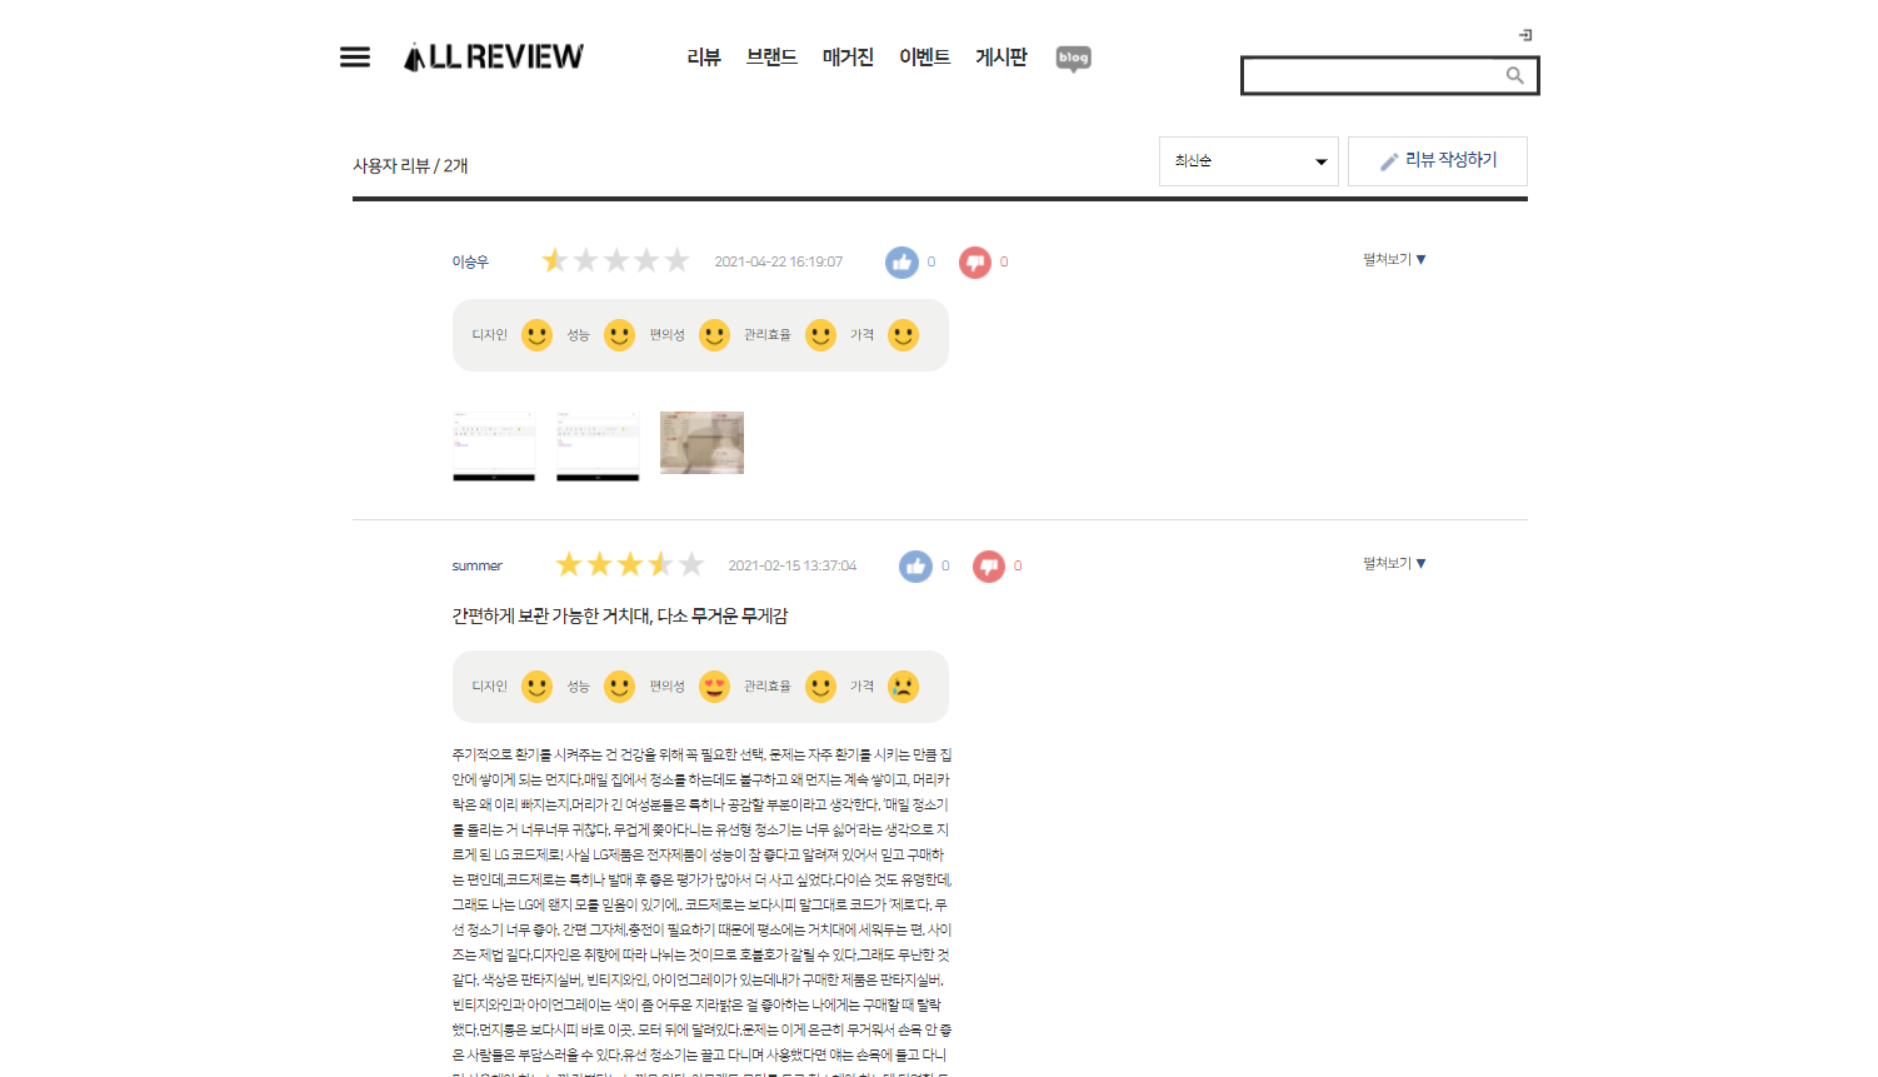 ALL REVIEW
리뷰 브랜드 매거진 이벤트 게시판 blog
사용자 리뷰 / 2개
최신순
리뷰 작성하기
이승우 2021-04-22 16:19:07 0 0 펼쳐보기 ▼
디자인 성능 편의성 관리효율 가격
summer 2021-02-15 13:37:04 0 0 펼쳐보기 ▼
간편하게 보관 가능한 거치대, 다소 무거운 무게감
디자인 성능 편의성 관리효율 가격
주기적으로 환기를 시켜주는 건 건강을 위해 꼭 필요한 선택, 문제는 자주 환기를 시키는 만큼 집
안에 쌓이게 되는 먼지다.매일 집에서 청소를 하는데도 불구하고 왜 먼지는 계속 쌓이고, 머리카
락은 왜 이리 빠지는지,머리가 긴 여성분들은 특히나 공감할 부분이라고 생각한다. '매일 청소기
를 돌리는 거 너무너무 귀찮다. 무겁게 쫓아다니는 유선형 청소기는 너무 싫어'라는 생각으로 지
르게 된 LG 코드제로! 사실 LG제품은 전자제품이 성능이 참 좋다고 알려져 있어서 믿고 구매하
는 편인데,코드제로는 특히나 발매 후 좋은 평가가 많아서 더 사고 싶었다.다이슨 것도 유명한데,
그래도 나는 LG에 왠지 모를 믿음이 있기에.. 코드제로는 보다시피 말그대로 코드가 '제로'다. 무
선 청소기 너무 좋아. 간편 그자체,충전이 필요하기 때문에 평소에는 거치대에 세워두는 편. 사이
즈는 제법 길다.디자인은 취향에 따라 나뉘는 것이므로 호불호가 갈릴 수 있다.그래도 무난한 것
같다. 색상은 판타지실버, 빈티지와인, 아이언그레이가 있는데내가 구매한 제품은 판타지실버.
빈티지와인과 아이언그레이는 색이 좀 어두운 지라밝은 걸 좋아하는 나에게는 구매할 때 탈락
했다.먼지통은 보다시피 바로 이곳. 모터 뒤에 달려있다.문제는 이게 은근히 무거워서 손목 안 좋
은 사람들은 부담스러울 수 있다.유선 청소기는 끌고 다니며 사용했다면 얘는 손목에 들고 다니